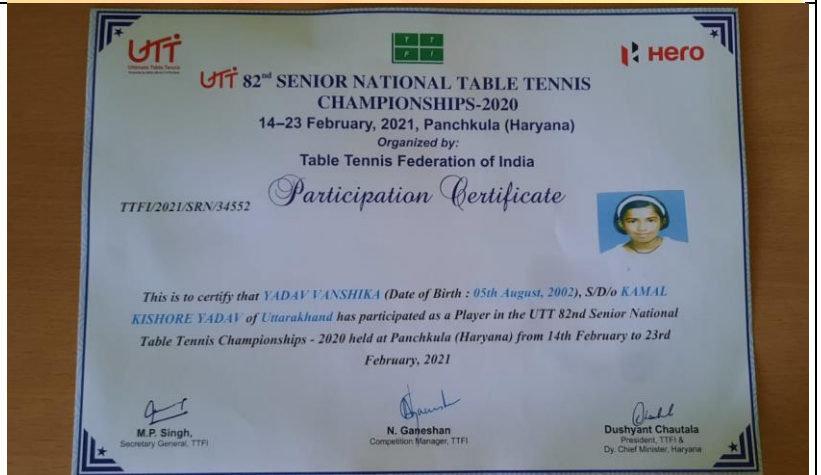 UTT
Ultimate Table Tennis
T T
F I
Hero
UTT 82nd SENIOR NATIONAL TABLE TENNIS
CHAMPIONSHIPS-2020
14–23 February, 2021, Panchkula (Haryana)
Organized by:
Table Tennis Federation of India
Participation Certificate
TTFI/2021/SRN/34552
This is to certify that YADAV VANSHIKA (Date of Birth : 05th August, 2002), S/D/o KAMAL
KISHORE YADAV of Uttarakhand has participated as a Player in the UTT 82nd Senior National
Table Tennis Championships - 2020 held at Panchkula (Haryana) from 14th February to 23rd
February, 2021
M.P. Singh,
Secretary General, TTFI
N. Ganeshan
Competition Manager, TTFI
Dushyant Chautala
President, TTFI &
Dy. Chief Minister, Haryana